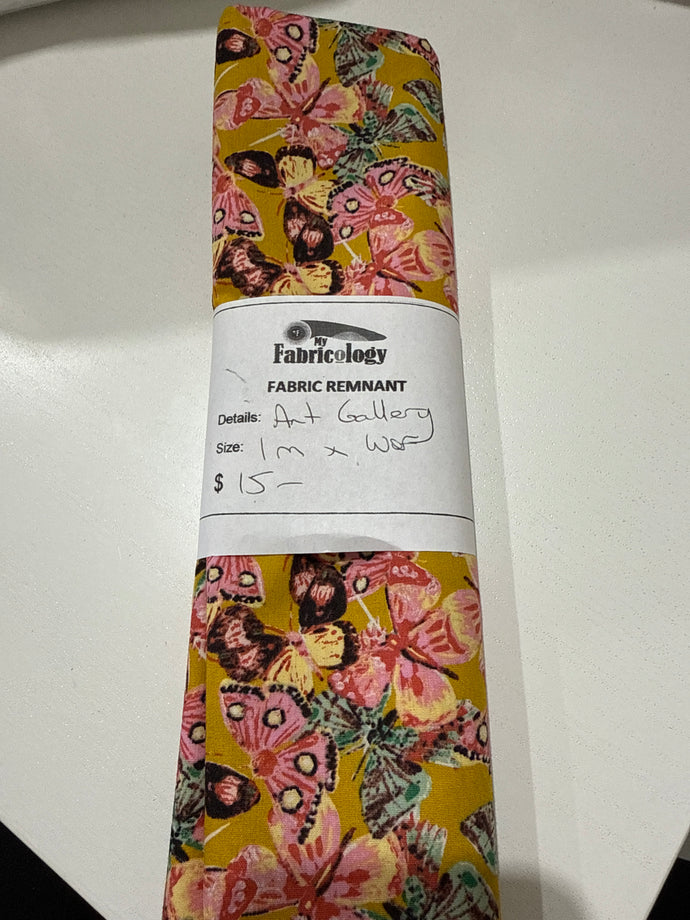 My
Fabricology
FABRIC REMNANT
Details: Art Gallery
Size: 1m x WOF
$ 15-